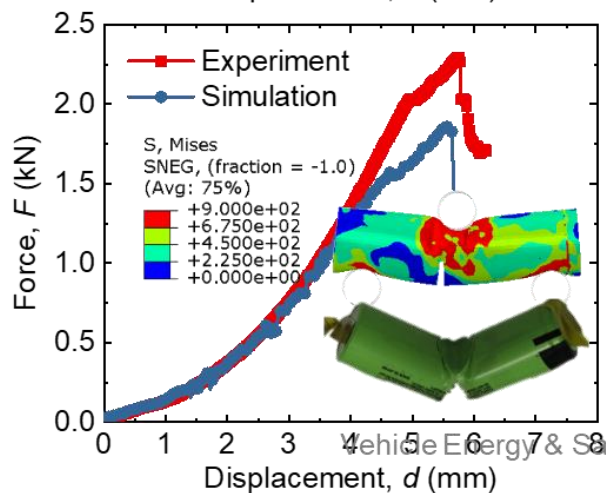 2.5
2.0
1.5
1.0
0.5
0.0
Force, F (kN)
Experiment
Simulation
S, Mises
SNEG, (fraction = -1.0)
(Avg: 75%)
+9.000e+02
+6.750e+02
+4.500e+02
+2.250e+02
+0.000e+00
0 1 2 3 4 5 6 7 8
Vehicle Energy & Sa
Displacement, d (mm)